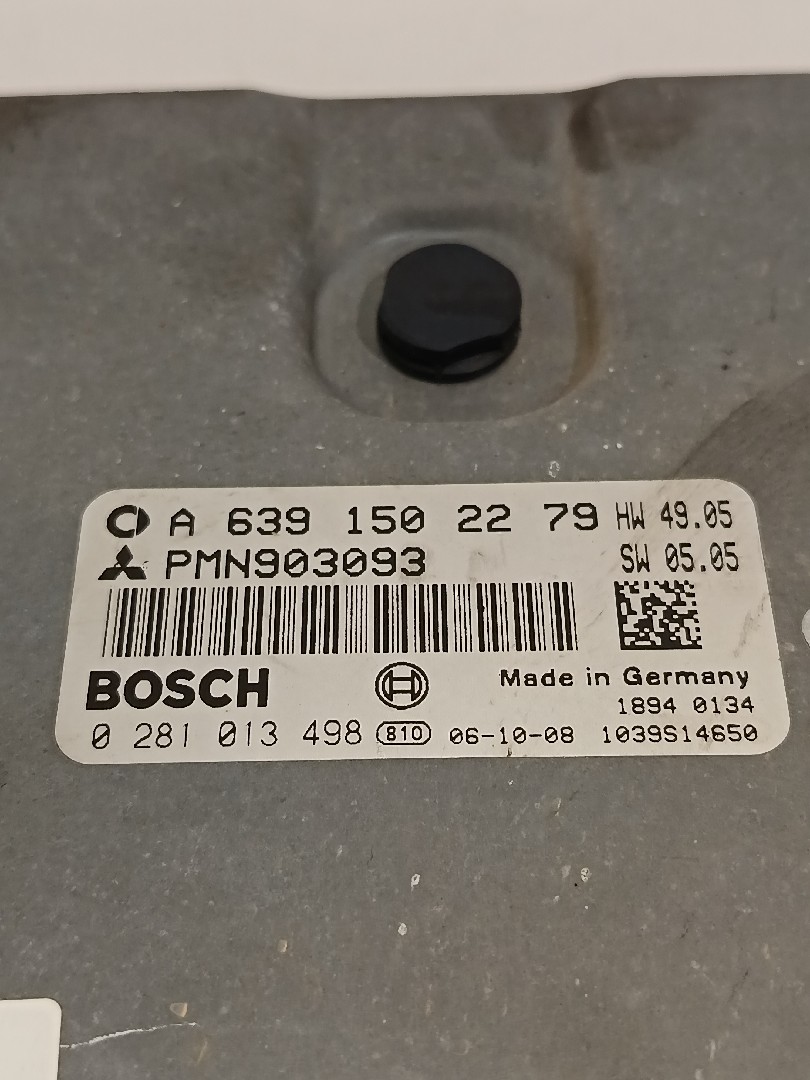 A 639 150 22 79 HW 49.05
PMN903093 SW 05.05
BOSCH Made in Germany
1894 0134
0 281 013 498 810 06-10-08 1039S14650